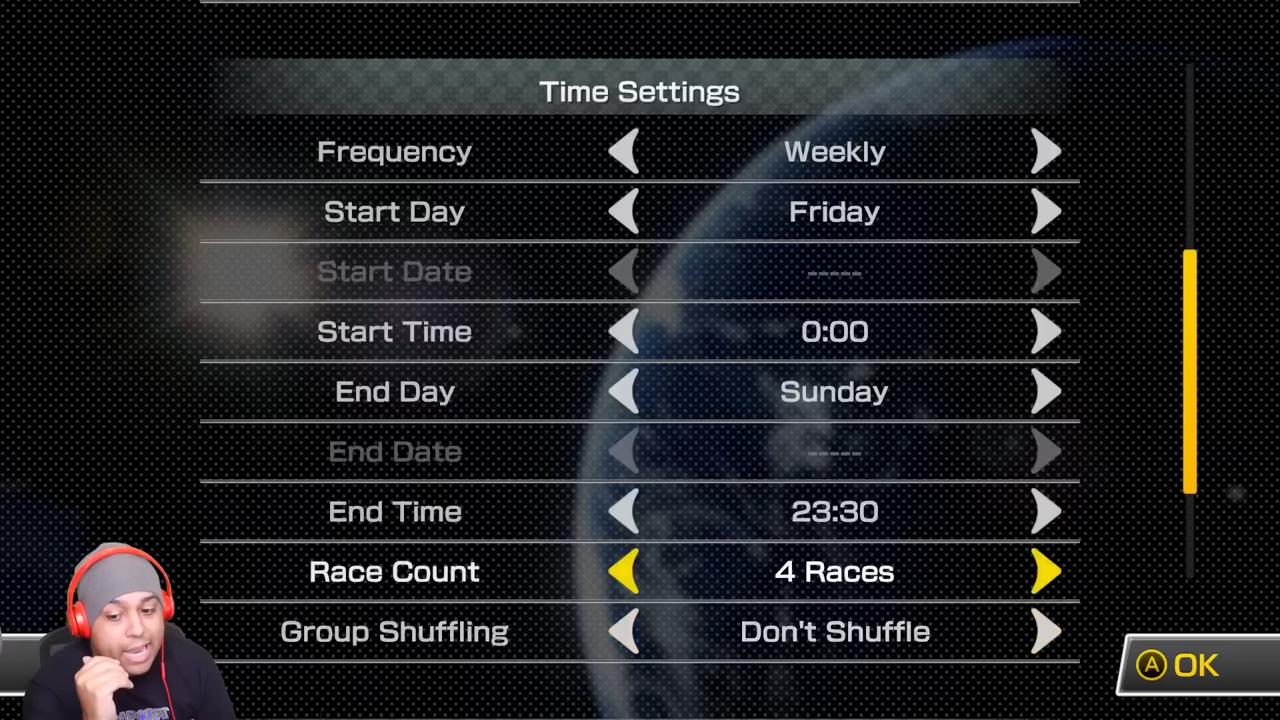 Time Settings
Frequency Weekly
Start Day Friday
Start Date -----
Start Time 0:00
End Day Sunday
End Date -----
End Time 23:30
Race Count 4 Races
Group Shuffling Don't Shuffle
A OK